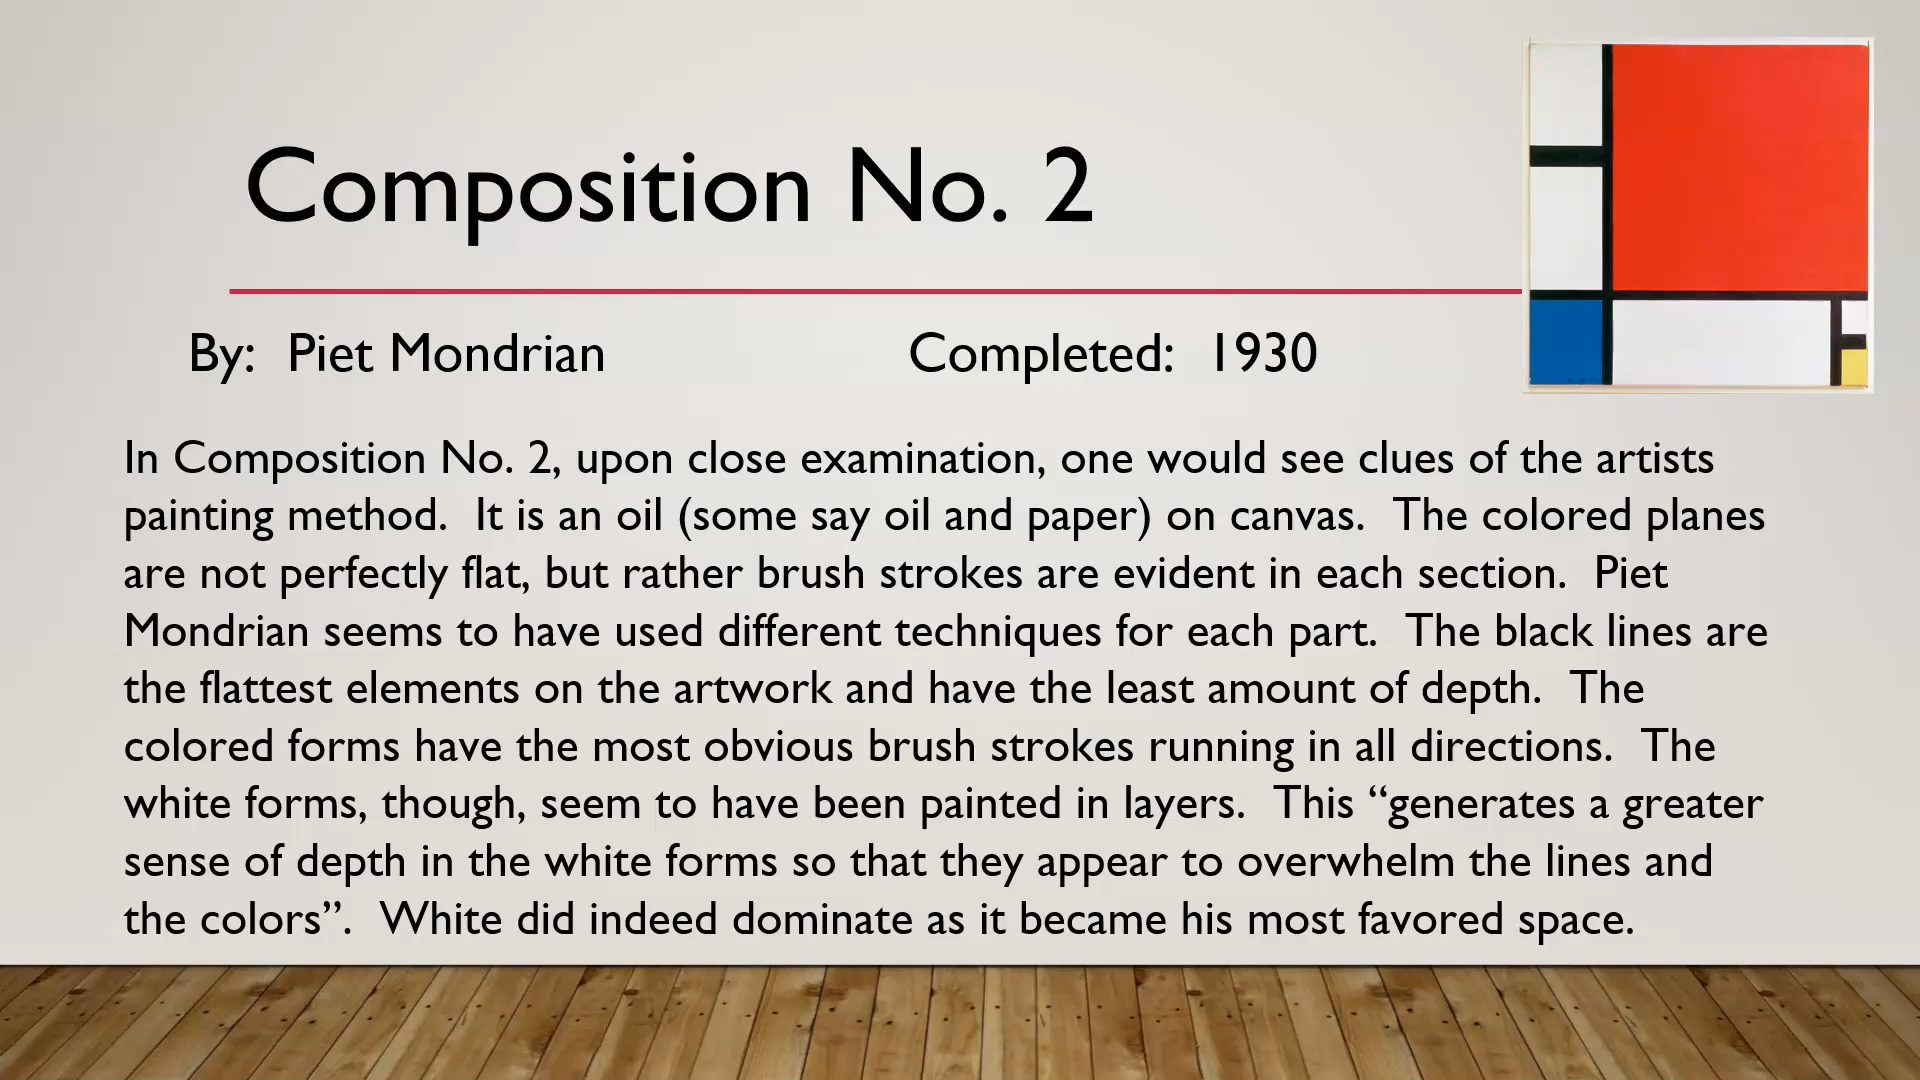 Composition No. 2
By:  Piet Mondrian                    Completed:  1930
In Composition No. 2, upon close examination, one would see clues of the artists
painting method.  It is an oil (some say oil and paper) on canvas.  The colored planes
are not perfectly flat, but rather brush strokes are evident in each section.  Piet
Mondrian seems to have used different techniques for each part.  The black lines are
the flattest elements on the artwork and have the least amount of depth.  The
colored forms have the most obvious brush strokes running in all directions.  The
white forms, though, seem to have been painted in layers.  This “generates a greater
sense of depth in the white forms so that they appear to overwhelm the lines and
the colors”.  White did indeed dominate as it became his most favored space.